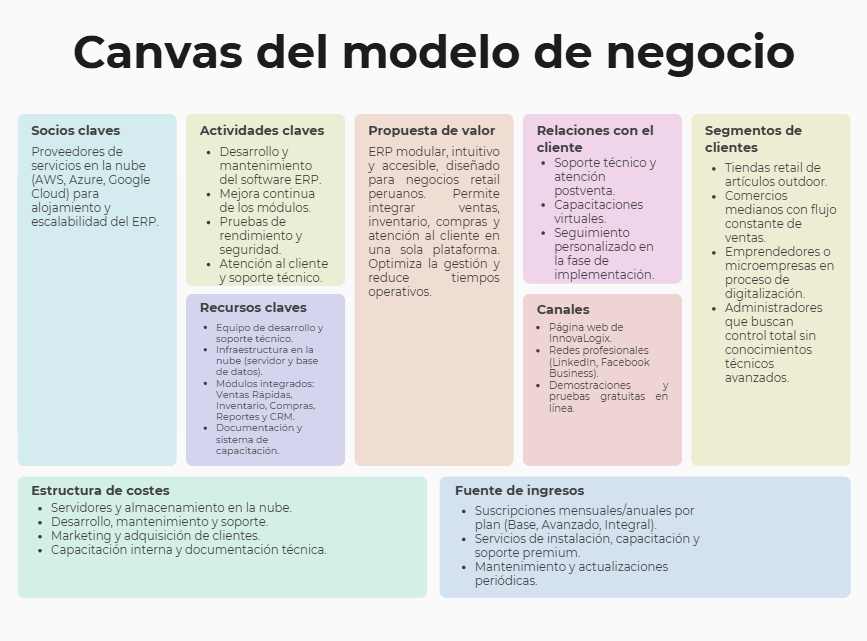 Canvas del modelo de negocio
Socios claves
Proveedores de
servicios en la nube
(AWS, Azure, Google
Cloud) para
alojamiento y
escalabilidad del ERP.
Actividades claves
• Desarrollo y
mantenimiento
del software ERP.
• Mejora continua
de los módulos.
• Pruebas de
rendimiento y
seguridad.
• Atención al cliente
y soporte técnico.
Recursos claves
• Equipo de desarrollo y
soporte técnico.
• Infraestructura en la
nube (servidor y base
de datos).
• Módulos integrados:
Ventas Rápidas,
Inventario, Compras,
Reportes y CRM.
• Documentación y
sistema de
capacitación.
Propuesta de valor
ERP modular, intuitivo
y accesible, diseñado
para negocios retail
peruanos. Permite
integrar ventas,
inventario, compras y
atención al cliente en
una sola plataforma.
Optimiza la gestión y
reduce tiempos
operativos.
Relaciones con el
cliente
• Soporte técnico y
atención
postventa.
• Capacitaciones
virtuales.
• Seguimiento
personalizado en
la fase de
implementación.
Canales
• Página web de
InnovaLogix.
• Redes profesionales
(LinkedIn, Facebook
Business).
• Demostraciones y
pruebas gratuitas en
línea.
Segmentos de
clientes
• Tiendas retail de
artículos outdoor.
• Comercios
medianos con flujo
constante de
ventas.
• Emprendedores o
microempresas en
proceso de
digitalización.
• Administradores
que buscan
control total sin
conocimientos
técnicos
avanzados.
Estructura de costes
• Servidores y almacenamiento en la nube.
• Desarrollo, mantenimiento y soporte.
• Marketing y adquisición de clientes.
• Capacitación interna y documentación técnica.
Fuente de ingresos
• Suscripciones mensuales/anuales por
plan (Base, Avanzado, Integral).
• Servicios de instalación, capacitación y
soporte premium.
• Mantenimiento y actualizaciones
periódicas.